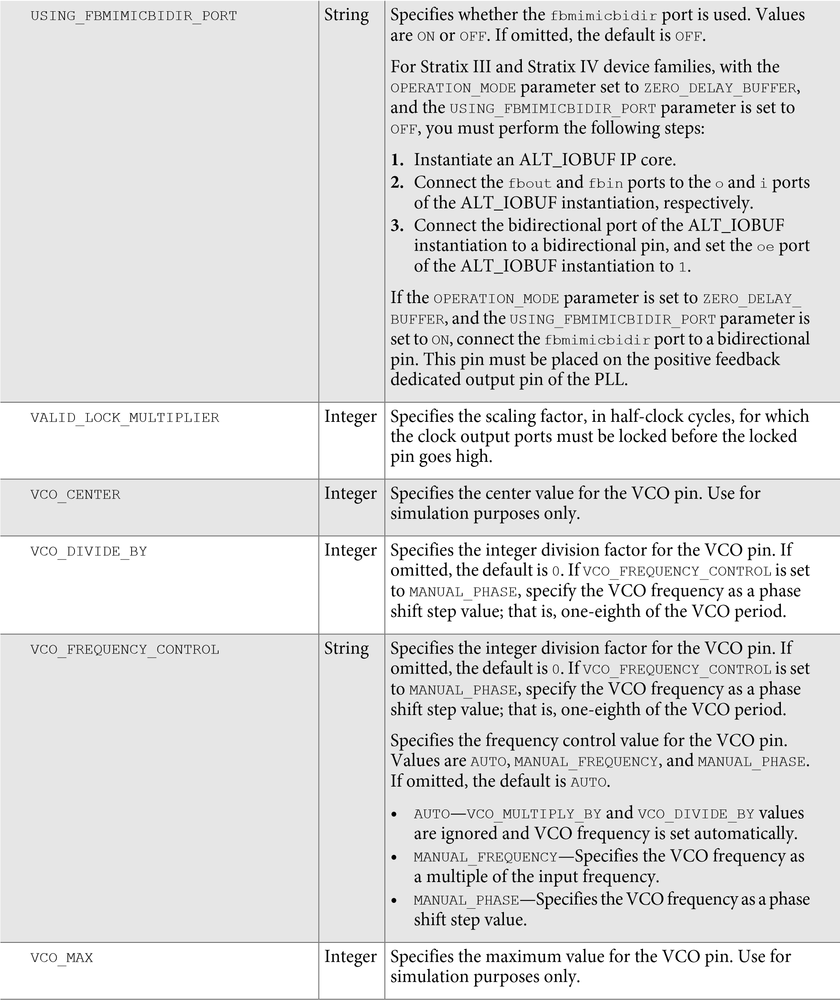 USING_FBMIMICBIDIR_PORT String Specifies whether the fbmimicbidir port is used. Values
are ON or OFF. If omitted, the default is OFF.
For Stratix III and Stratix IV device families, with the
OPERATION_MODE parameter set to ZERO_DELAY_BUFFER,
and the USING_FBMIMICBIDIR_PORT parameter is set to
OFF, you must perform the following steps:
1. Instantiate an ALT_IOBUF IP core.
2. Connect the fbout and fbin ports to the o and i ports
of the ALT_IOBUF instantiation, respectively.
3. Connect the bidirectional port of the ALT_IOBUF
instantiation to a bidirectional pin, and set the oe port
of the ALT_IOBUF instantiation to 1.
If the OPERATION_MODE parameter is set to ZERO_DELAY_
BUFFER, and the USING_FBMIMICBIDIR_PORT parameter is
set to ON, connect the fbmimicbidir port to a bidirectional
pin. This pin must be placed on the positive feedback
dedicated output pin of the PLL.
VALID_LOCK_MULTIPLIER Integer Specifies the scaling factor, in half-clock cycles, for which
the clock output ports must be locked before the locked
pin goes high.
VCO_CENTER Integer Specifies the center value for the VCO pin. Use for
simulation purposes only.
VCO_DIVIDE_BY Integer Specifies the integer division factor for the VCO pin. If
omitted, the default is 0. If VCO_FREQUENCY_CONTROL is set
to MANUAL_PHASE, specify the VCO frequency as a phase
shift step value; that is, one-eighth of the VCO period.
VCO_FREQUENCY_CONTROL String Specifies the integer division factor for the VCO pin. If
omitted, the default is 0. If VCO_FREQUENCY_CONTROL is set
to MANUAL_PHASE, specify the VCO frequency as a phase
shift step value; that is, one-eighth of the VCO period.
Specifies the frequency control value for the VCO pin.
Values are AUTO, MANUAL_FREQUENCY, and MANUAL_PHASE.
If omitted, the default is AUTO.
• AUTO—VCO_MULTIPLY_BY and VCO_DIVIDE_BY values
are ignored and VCO frequency is set automatically.
• MANUAL_FREQUENCY—Specifies the VCO frequency as
a multiple of the input frequency.
• MANUAL_PHASE—Specifies the VCO frequency as a phase
shift step value.
VCO_MAX Integer Specifies the maximum value for the VCO pin. Use for
simulation purposes only.